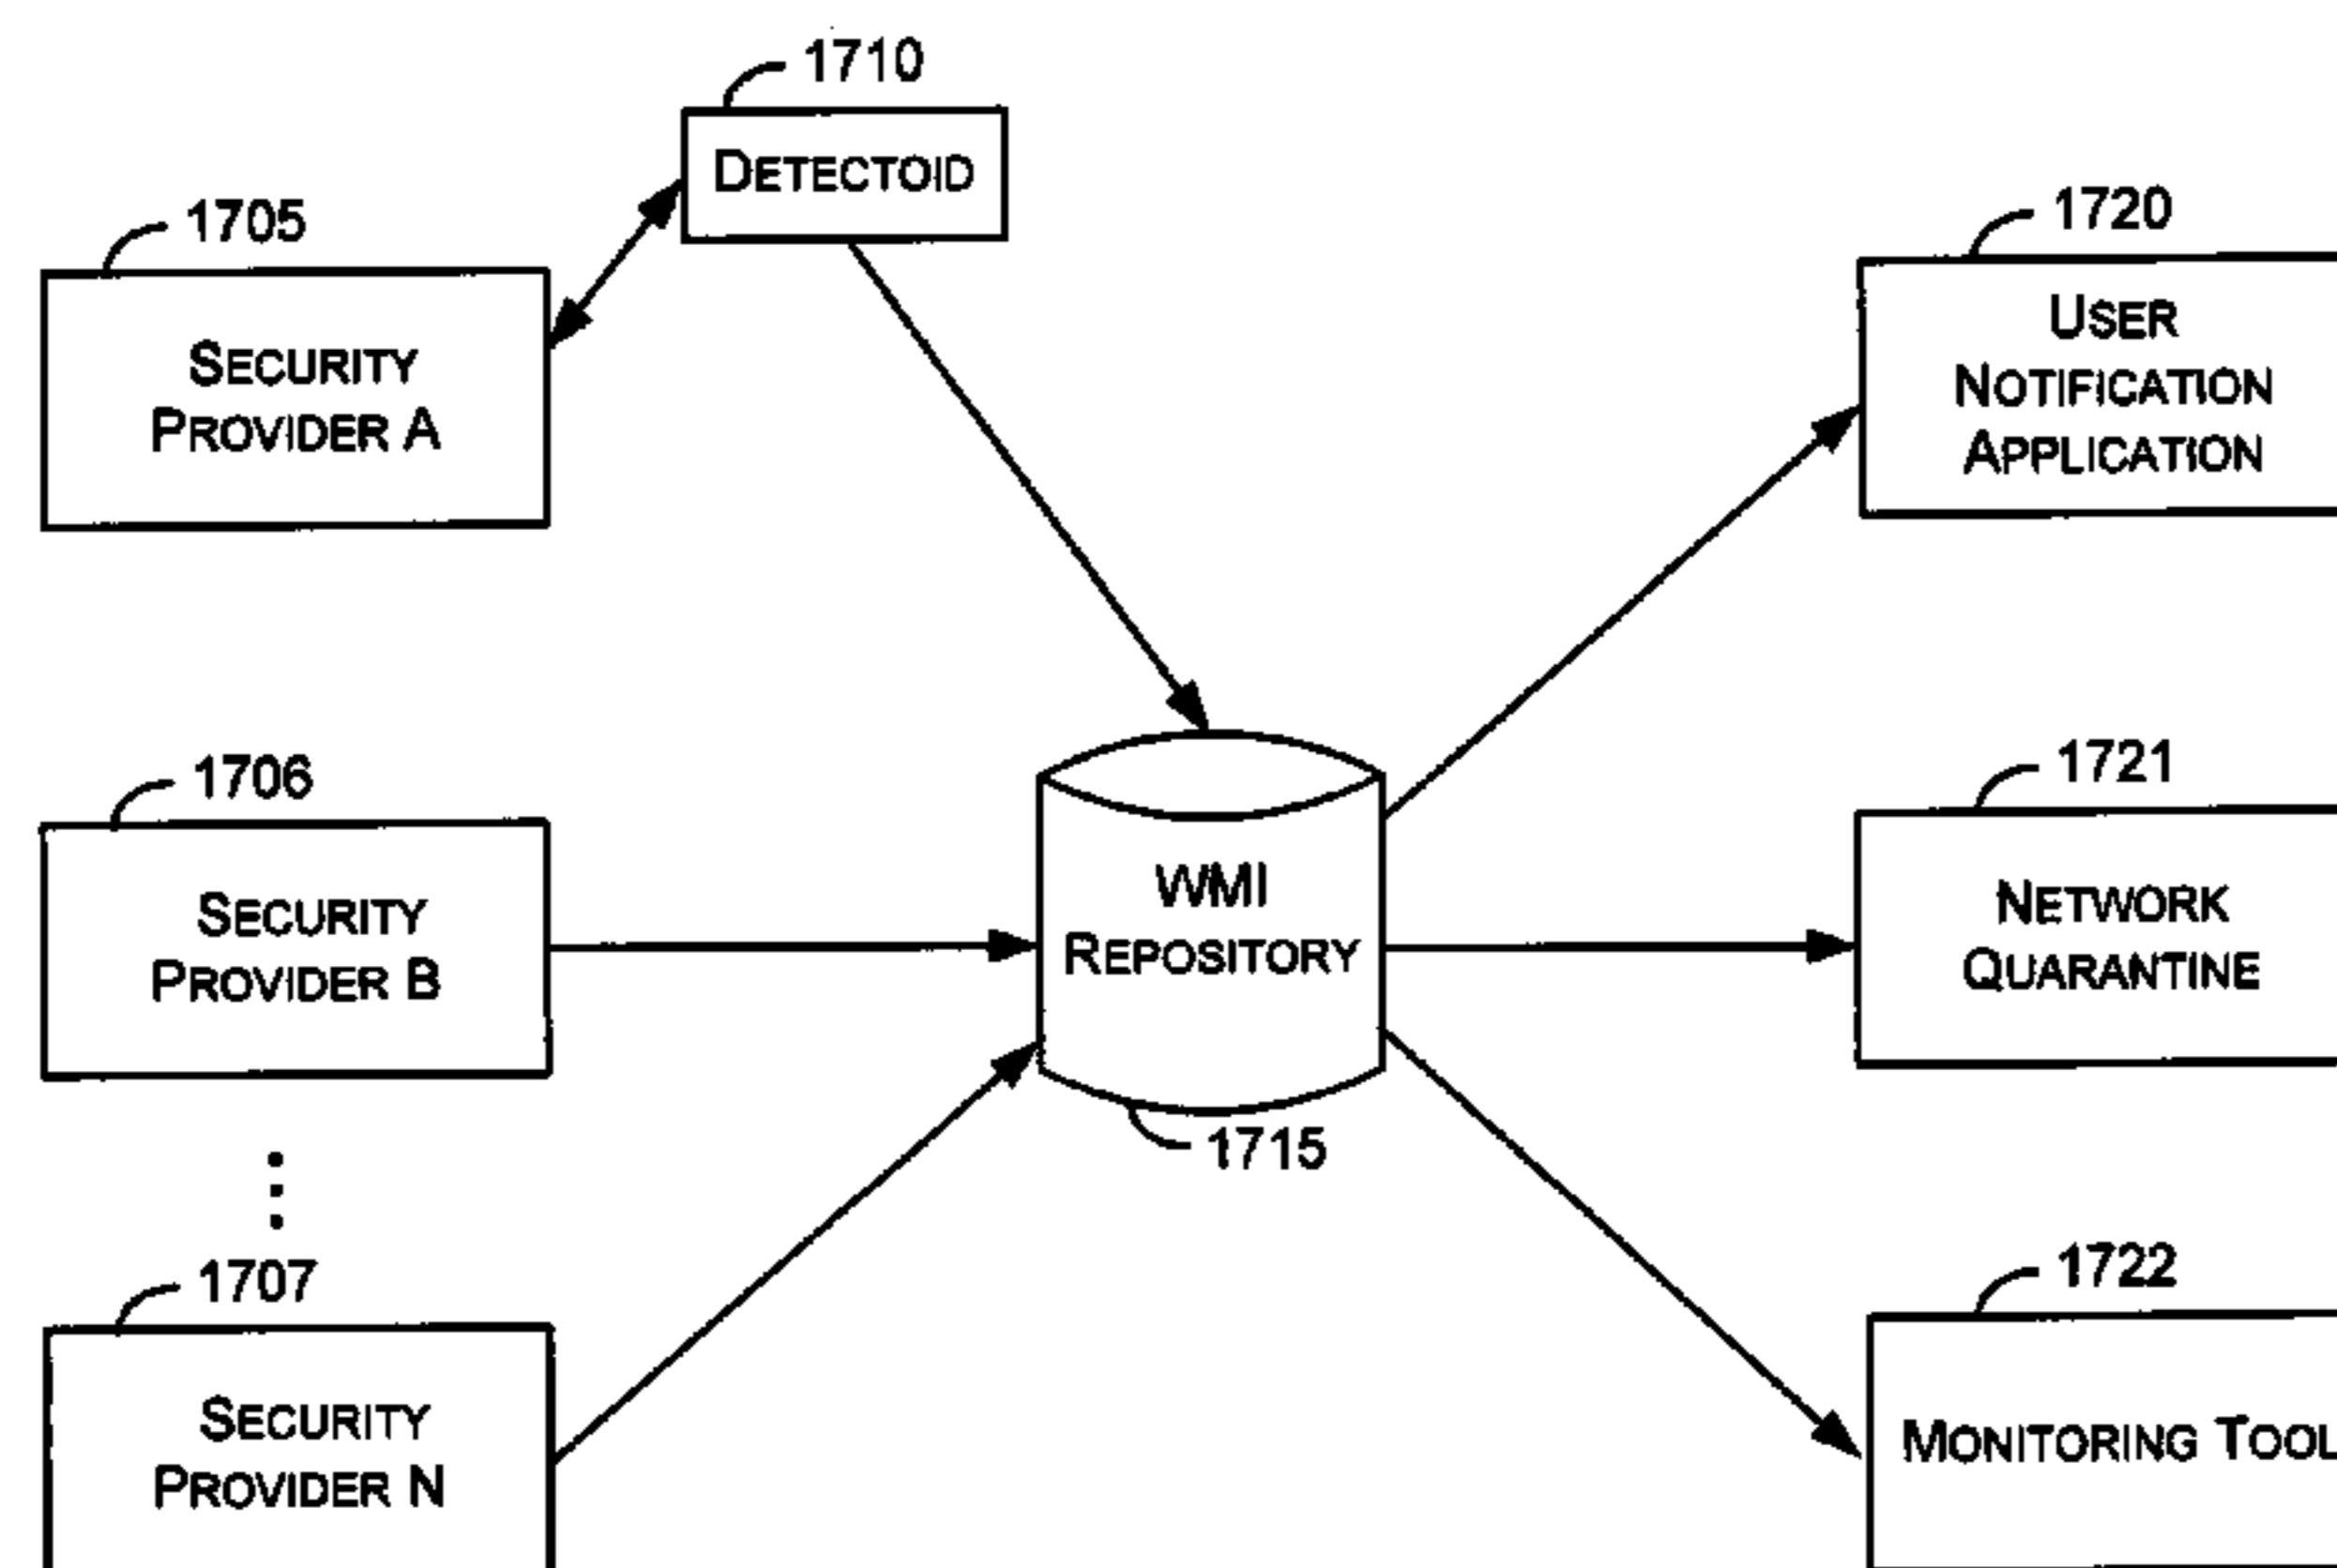 1710
DETECTOID
1705
SECURITY
PROVIDER A
1720
USER
NOTIFICATION
APPLICATION
1706
SECURITY
PROVIDER B
WMI
REPOSITORY
1715
1721
NETWORK
QUARANTINE
1707
SECURITY
PROVIDER N
1722
MONITORING TOOL